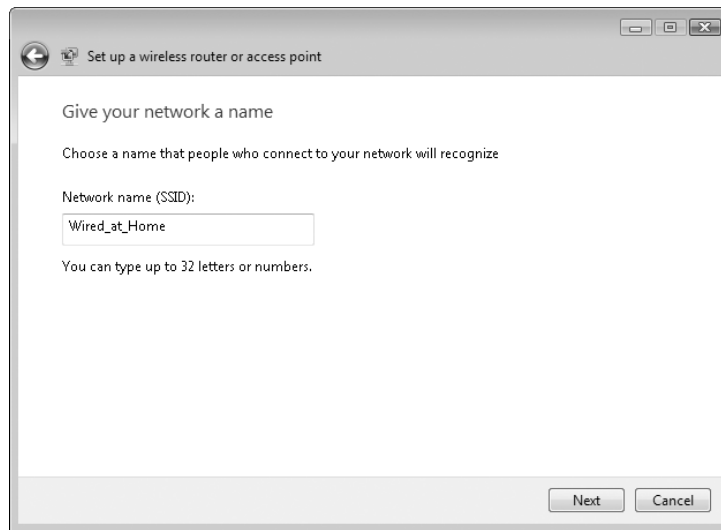 Set up a wireless router or access point
Give your network a name
Choose a name that people who connect to your network will recognize
Network name (SSID):
Wired_at_Home
You can type up to 32 letters or numbers.
Next Cancel